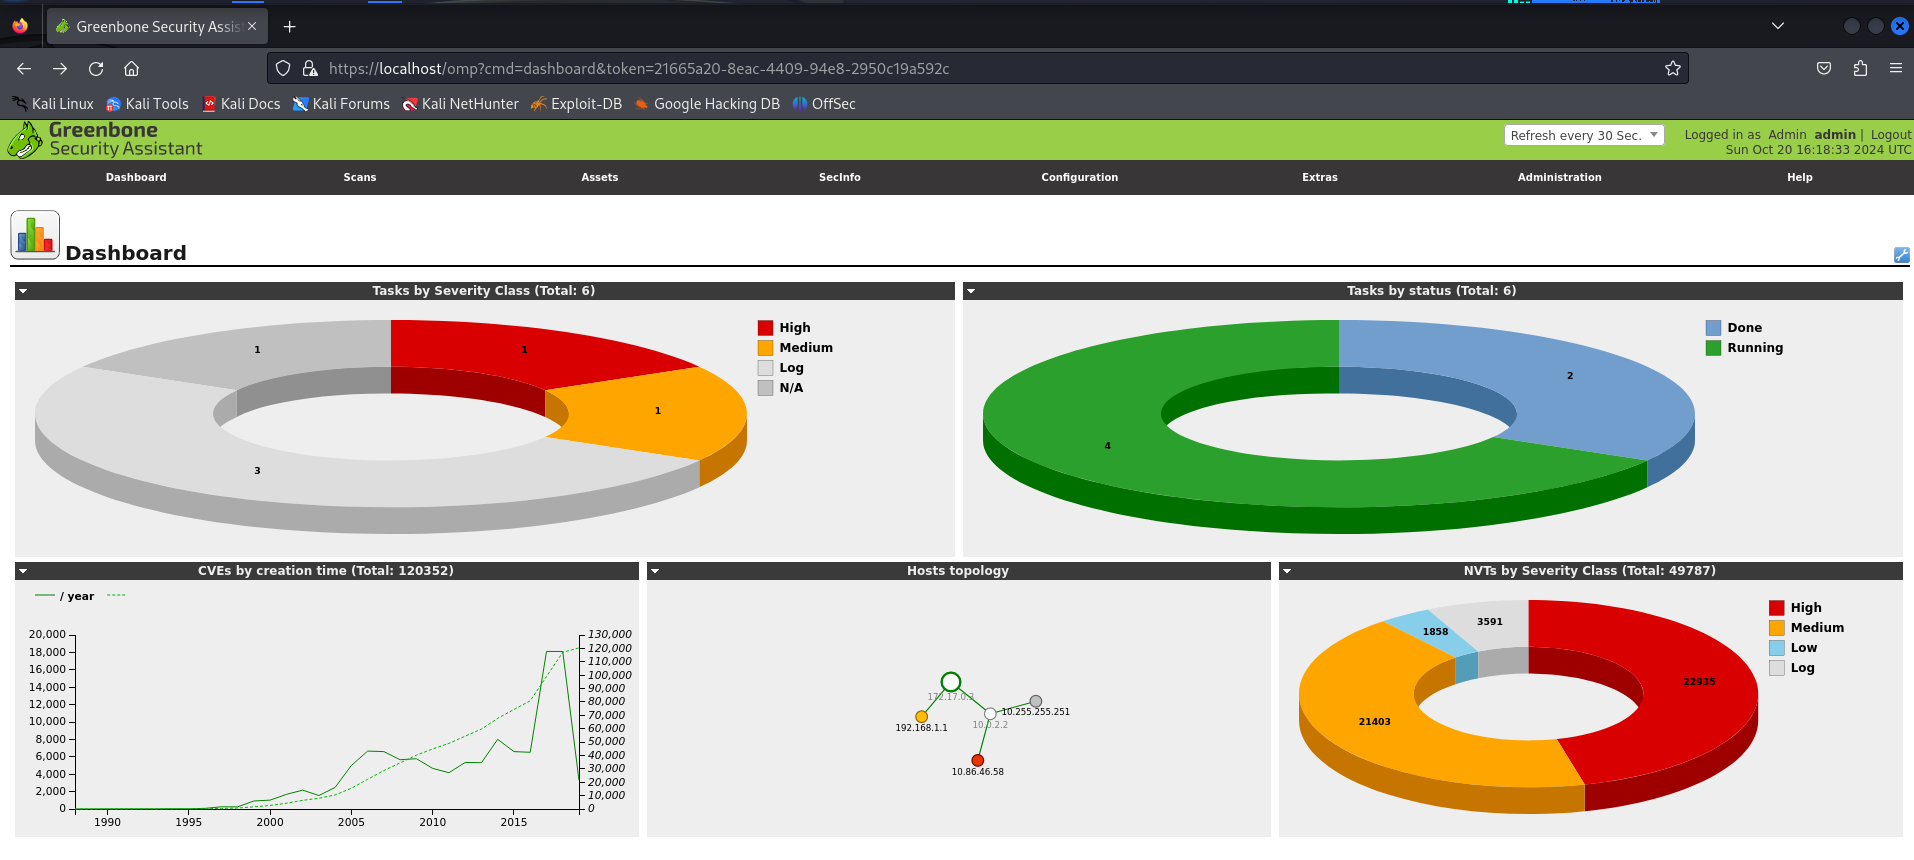 Greenbone Security Assis
https://localhost/omp?cmd=dashboard&token=21665a20-8eac-4409-94e8-2950c19a592c
Kali Linux Kali Tools Kali Docs Kali Forums Kali NetHunter Exploit-DB Google Hacking DB OffSec
Greenbone
Security Assistant
Refresh every 30 Sec.
Logged in as Admin admin | Logout
Sun Oct 20 16:18:33 2024 UTC
Dashboard Scans Assets SecInfo Configuration Extras Administration Help
Dashboard
Tasks by Severity Class (Total: 6)
1
1
1
3
High
Medium
Log
N/A
Tasks by status (Total: 6)
2
4
Done
Running
CVEs by creation time (Total: 120352)
/ year
20,000
18,000
16,000
14,000
12,000
10,000
8,000
6,000
4,000
2,000
0
130,000
120,000
110,000
100,000
90,000
80,000
70,000
60,000
50,000
40,000
30,000
20,000
10,000
0
1990 1995 2000 2005 2010 2015
Hosts topology
172.17.0.3
10.255.255.251
192.168.1.1
10.0.2.2
10.86.46.58
NVTs by Severity Class (Total: 49787)
3591
1858
22935
21403
High
Medium
Low
Log